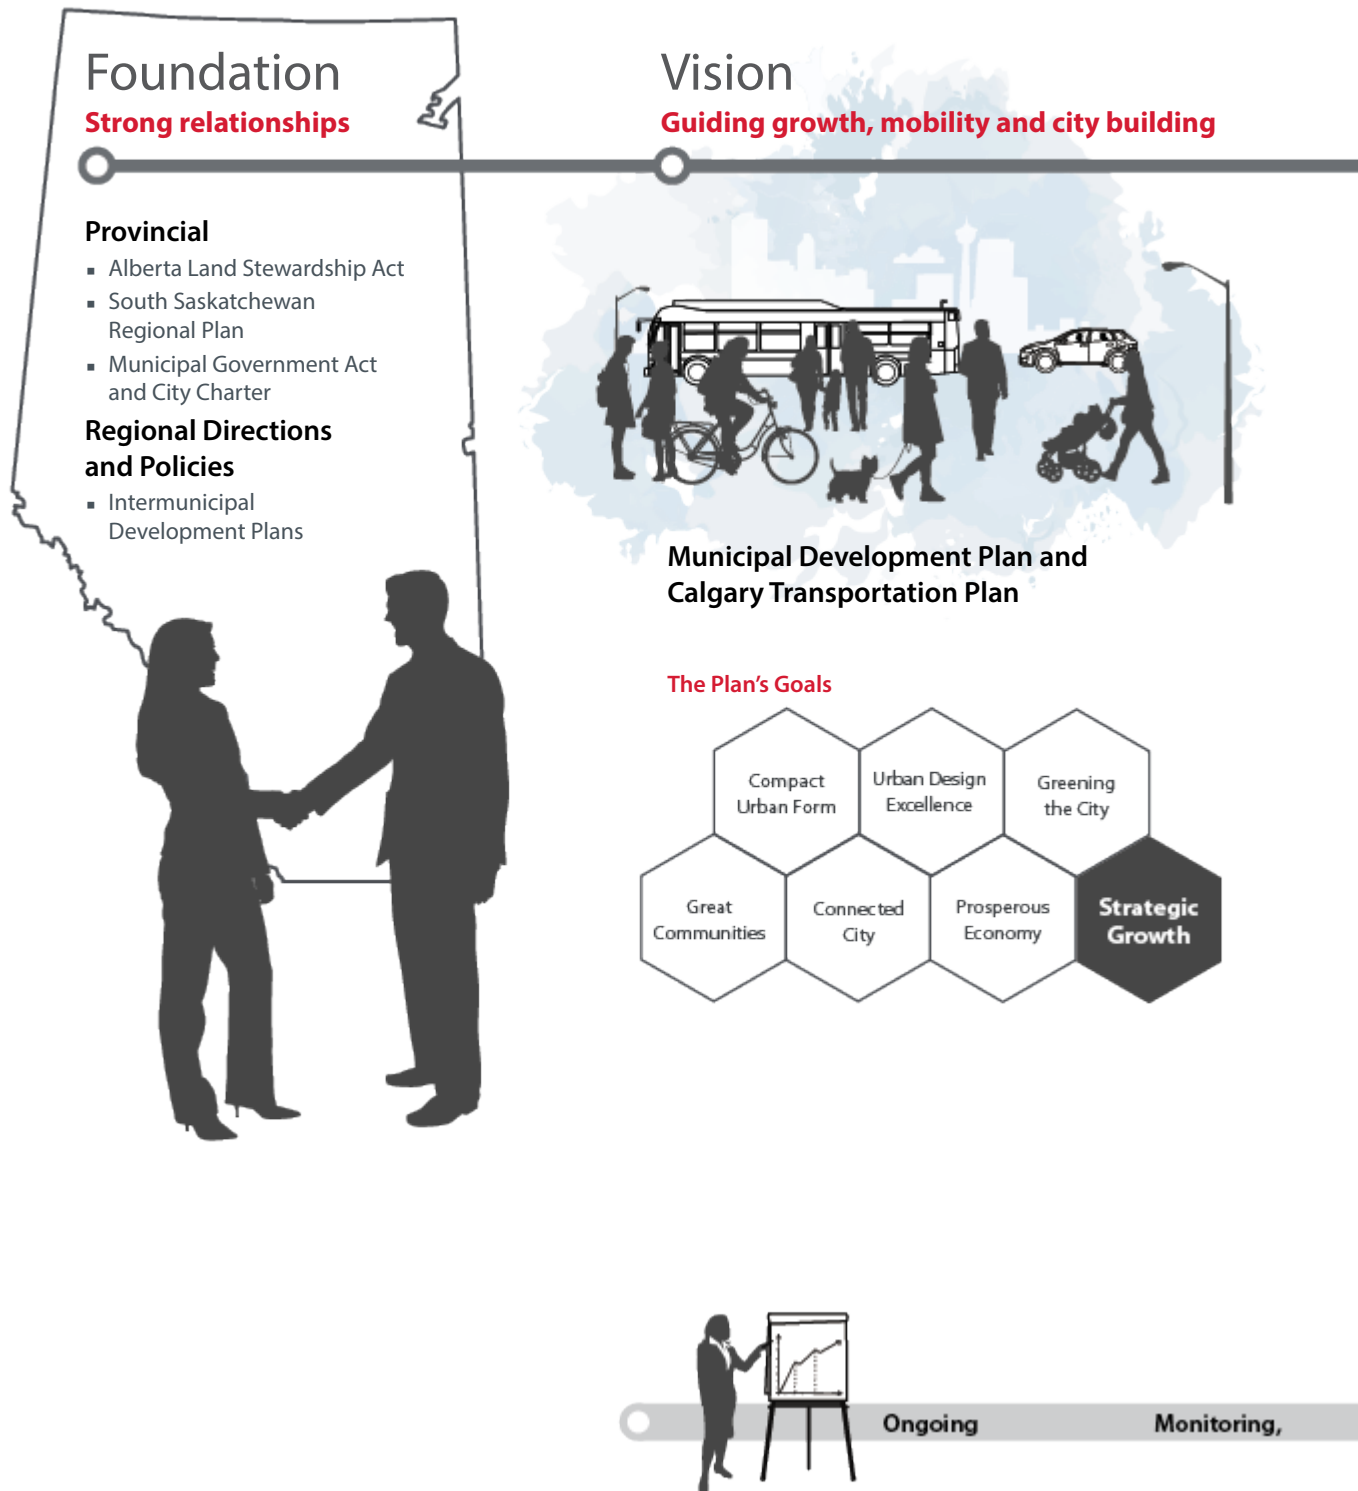 Foundation
Strong relationships
Provincial
▪ Alberta Land Stewardship Act
▪ South Saskatchewan
Regional Plan
▪ Municipal Government Act
and City Charter
Regional Directions
and Policies
▪ Intermunicipal
Development Plans
Vision
Guiding growth, mobility and city building
Municipal Development Plan and
Calgary Transportation Plan
The Plan's Goals
Compact
Urban Form
Urban Design
Excellence
Greening
the City
Great
Communities
Connected
City
Prosperous
Economy
Strategic
Growth
Ongoing Monitoring,